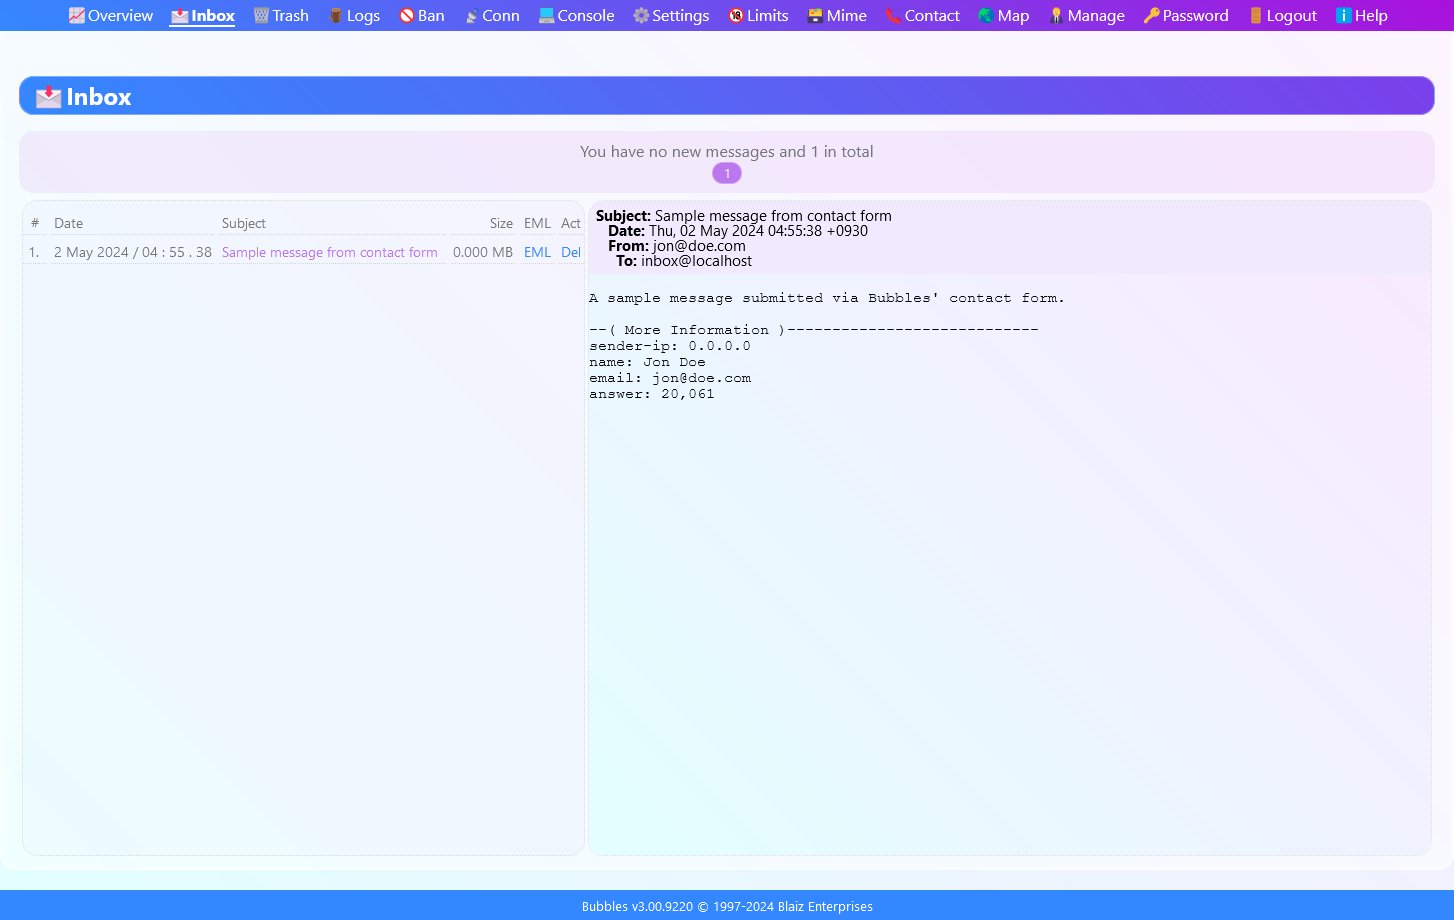 Overview Inbox Trash Logs Ban Conn Console Settings Limits Mime Contact Map Manage Password Logout Help
Inbox
You have no new messages and 1 in total
1
# Date Subject Size EML Act
1. 2 May 2024 / 04 : 55 . 38 Sample message from contact form 0.000 MB EML Del
Subject: Sample message from contact form
Date: Thu, 02 May 2024 04:55:38 +0930
From: jon@doe.com
To: inbox@localhost
A sample message submitted via Bubbles' contact form.
--( More Information )----------------------------
sender-ip: 0.0.0.0
name: Jon Doe
email: jon@doe.com
answer: 20,061
Bubbles v3.00.9220 © 1997-2024 Blaiz Enterprises